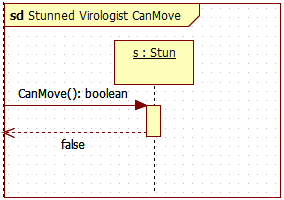 sd Stunned Virologist CanMove
s : Stun
CanMove(): boolean
false